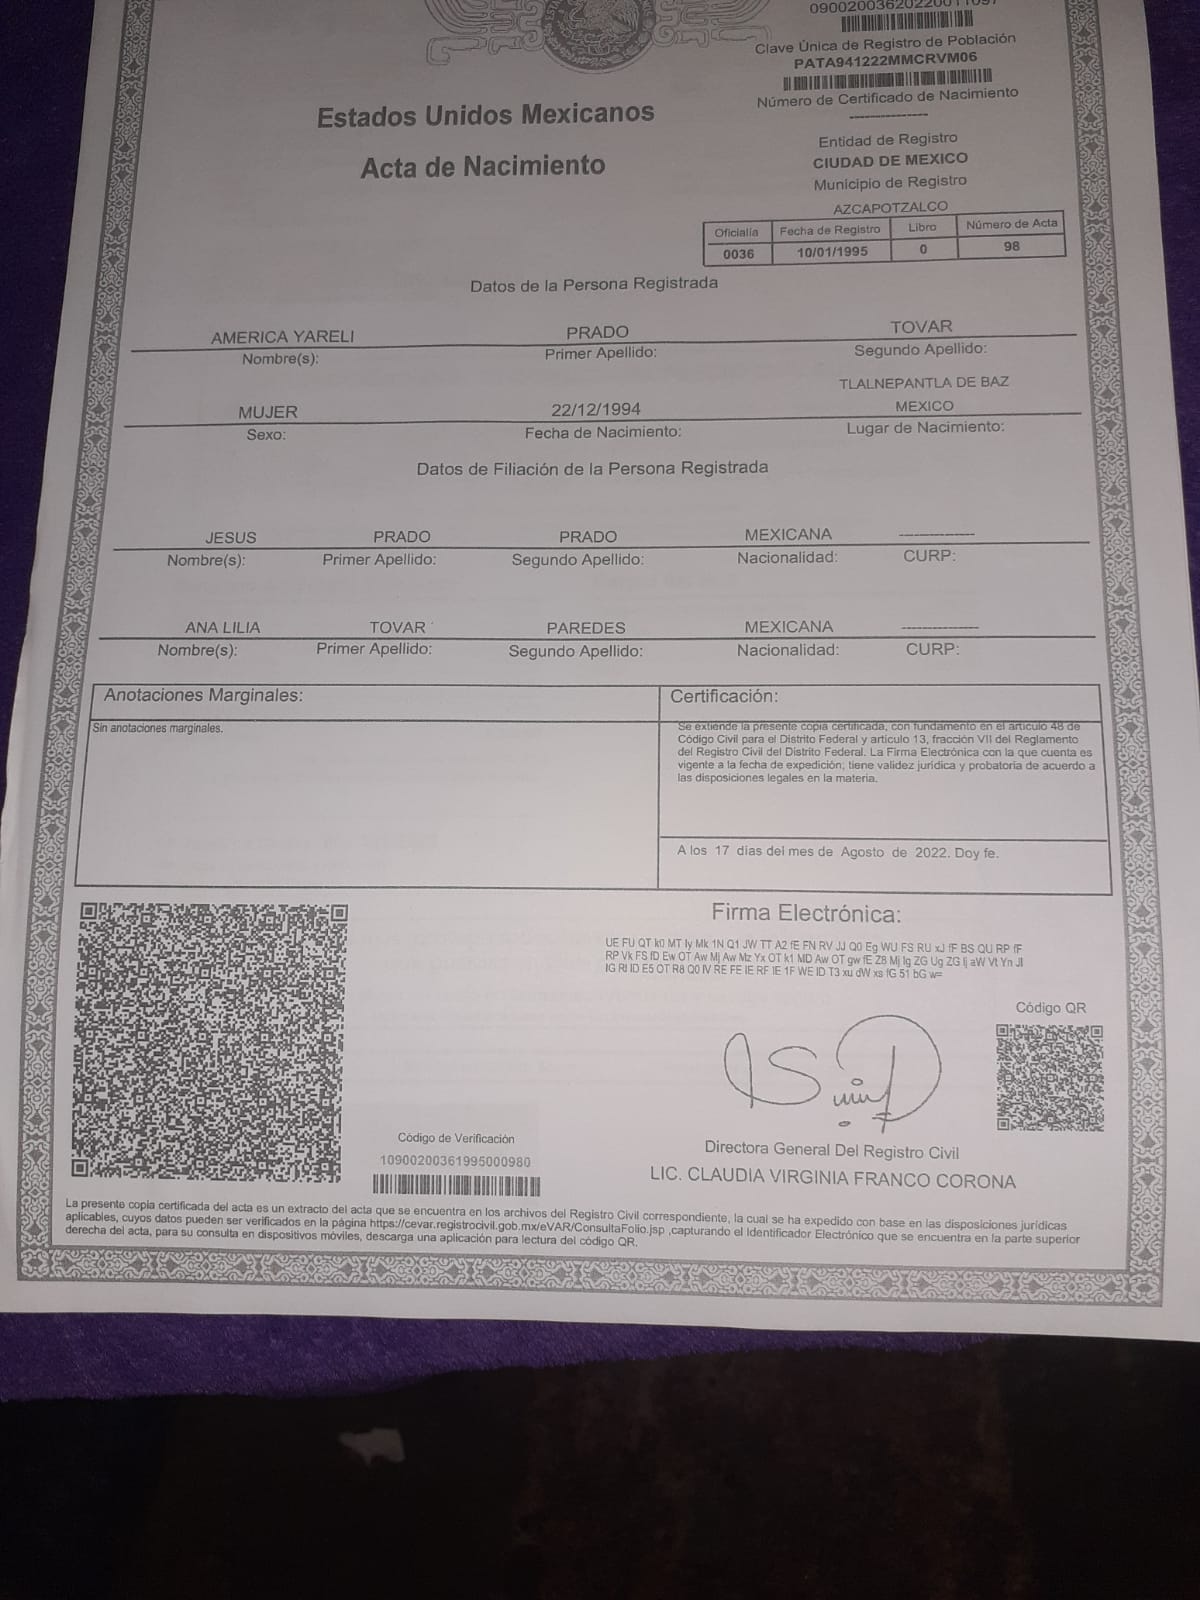 Clave Única de Registro de Población
PATA941222MMCRVM06
Número de Certificado de Nacimiento
---------------
Estados Unidos Mexicanos
Acta de Nacimiento
Entidad de Registro
CIUDAD DE MEXICO
Municipio de Registro
AZCAPOTZALCO
Oficialía Fecha de Registro Libro Número de Acta
0036 10/01/1995 0 98
Datos de la Persona Registrada
AMERICA YARELI PRADO TOVAR
Nombre(s): Primer Apellido: Segundo Apellido:
TLALNEPANTLA DE BAZ
MUJER 22/12/1994 MEXICO
Sexo: Fecha de Nacimiento: Lugar de Nacimiento:
Datos de Filiación de la Persona Registrada
JESUS PRADO PRADO MEXICANA ---------------
Nombre(s): Primer Apellido: Segundo Apellido: Nacionalidad: CURP:
ANA LILIA TOVAR PAREDES MEXICANA ---------------
Nombre(s): Primer Apellido: Segundo Apellido: Nacionalidad: CURP:
Anotaciones Marginales:
Sin anotaciones marginales.
Certificación:
Se extiende la presente copia certificada, con fundamento en el articulo 48 de
Código Civil para el Distrito Federal y articulo 13, fracción VII del Reglamento
del Registro Civil del Distrito Federal. La Firma Electrónica con la que cuenta es
vigente a la fecha de expedición; tiene validez jurídica y probatoria de acuerdo a
las disposiciones legales en la materia.
A los 17 dias del mes de Agosto de 2022. Doy fe.
Firma Electrónica:
Código QR
Código de Verificación
10900200361995000980
Directora General Del Registro Civil
LIC. CLAUDIA VIRGINIA FRANCO CORONA
La presente copia certificada del acta es un extracto del acta que se encuentra en los archivos del Registro Civil correspondiente, la cual se ha expedido con base en las disposiciones jurídicas
aplicables, cuyos datos pueden ser verificados en la página https://cevar.registrocivil.gob.mx/eVAR/ConsultaFolio.jsp ,capturando el Identificador Electrónico que se encuentra en la parte superior
derecha del acta, para su consulta en dispositivos móviles, descarga una aplicación para lectura del código QR.